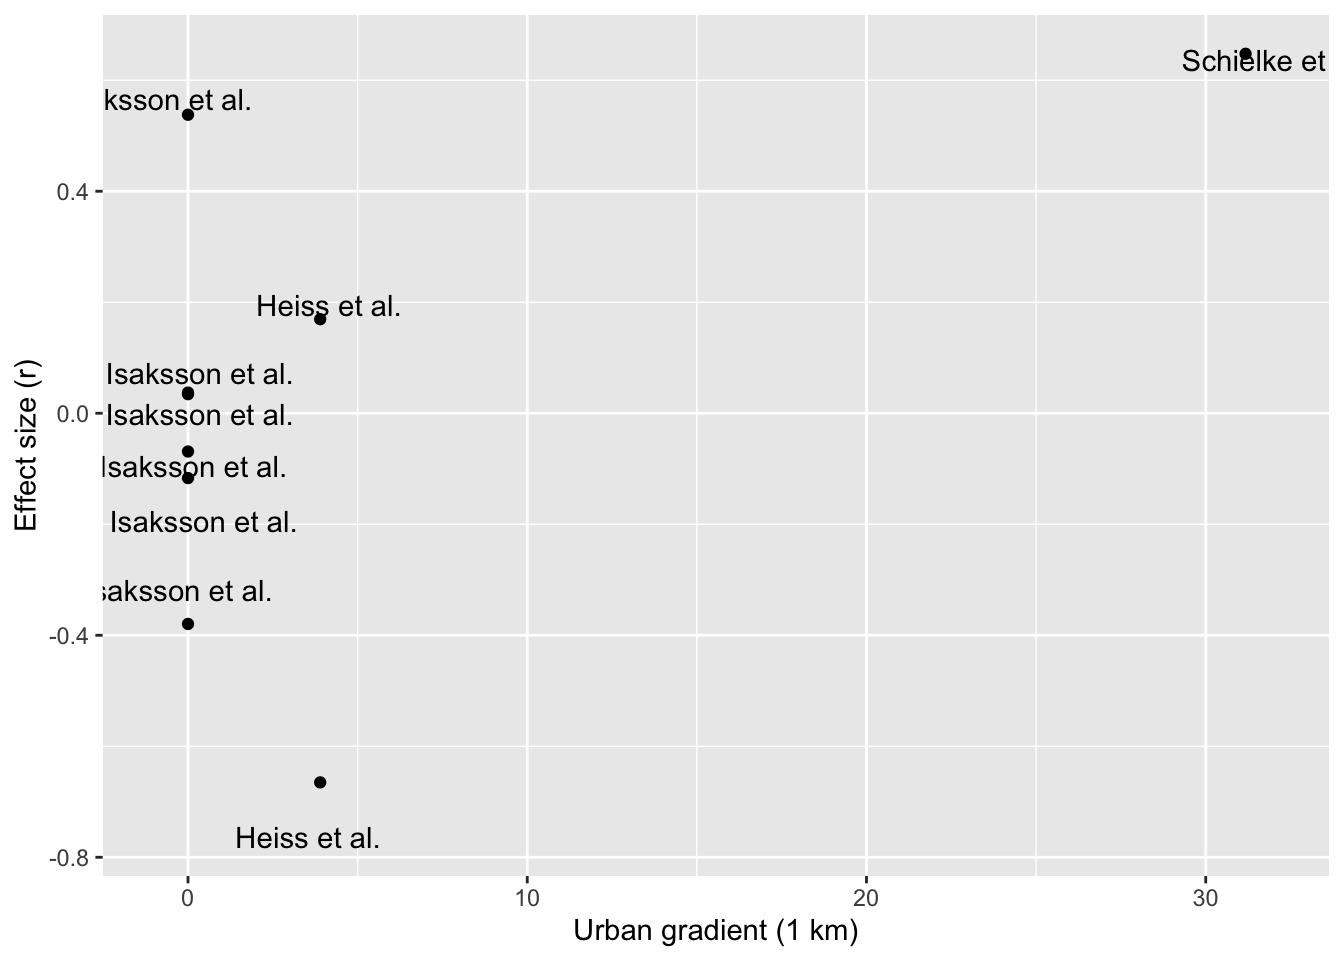 Schielke et
ksson et al.
0.4
Heiss et al.
Isaksson et al.
0.0
Isaksson et al.
Isaksson et al.
Isaksson et al.
saksson et al.
-0.4
Heiss et al.
-0.8
0 10 20 30
Urban gradient (1 km)
Effect size (r)